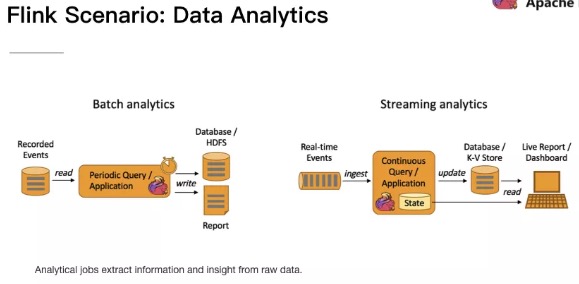 Flink Scenario: Data Analytics
Apache
Batch analytics
Streaming analytics
Recorded
Events
read
Periodic Query /
Application
write
Database /
HDFS
Report
Real-time
Events
ingest
Continuous
Query /
Application
State
update
Database /
K-V Store
read
Live Report /
Dashboard
Analytical jobs extract information and insight from raw data.